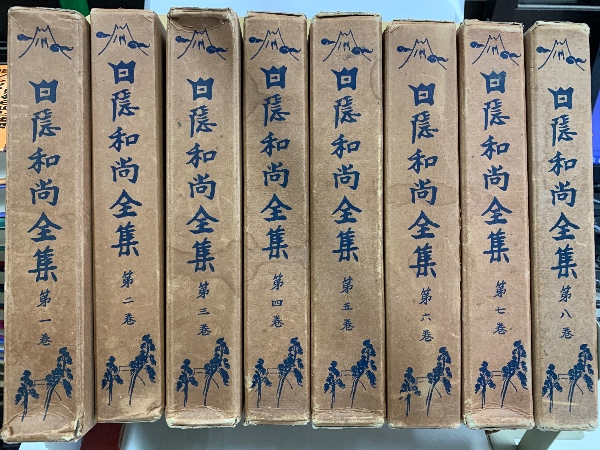 白隠和尚全集 第一巻
白隠和尚全集 第二巻
白隠和尚全集 第三巻
白隠和尚全集 第四巻
白隠和尚全集 第五巻
白隠和尚全集 第六巻
白隠和尚全集 第七巻
白隠和尚全集 第八巻